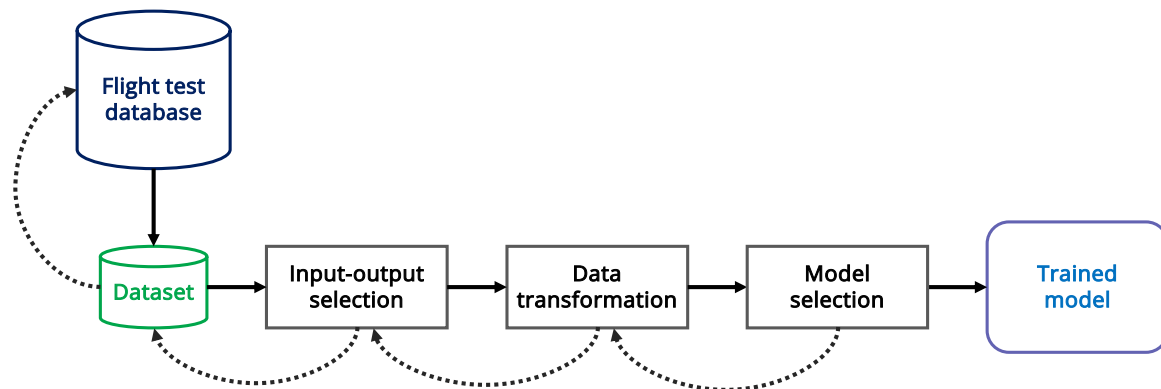 Flight test
database
Dataset
Input-output
selection
Data
transformation
Model
selection
Trained
model